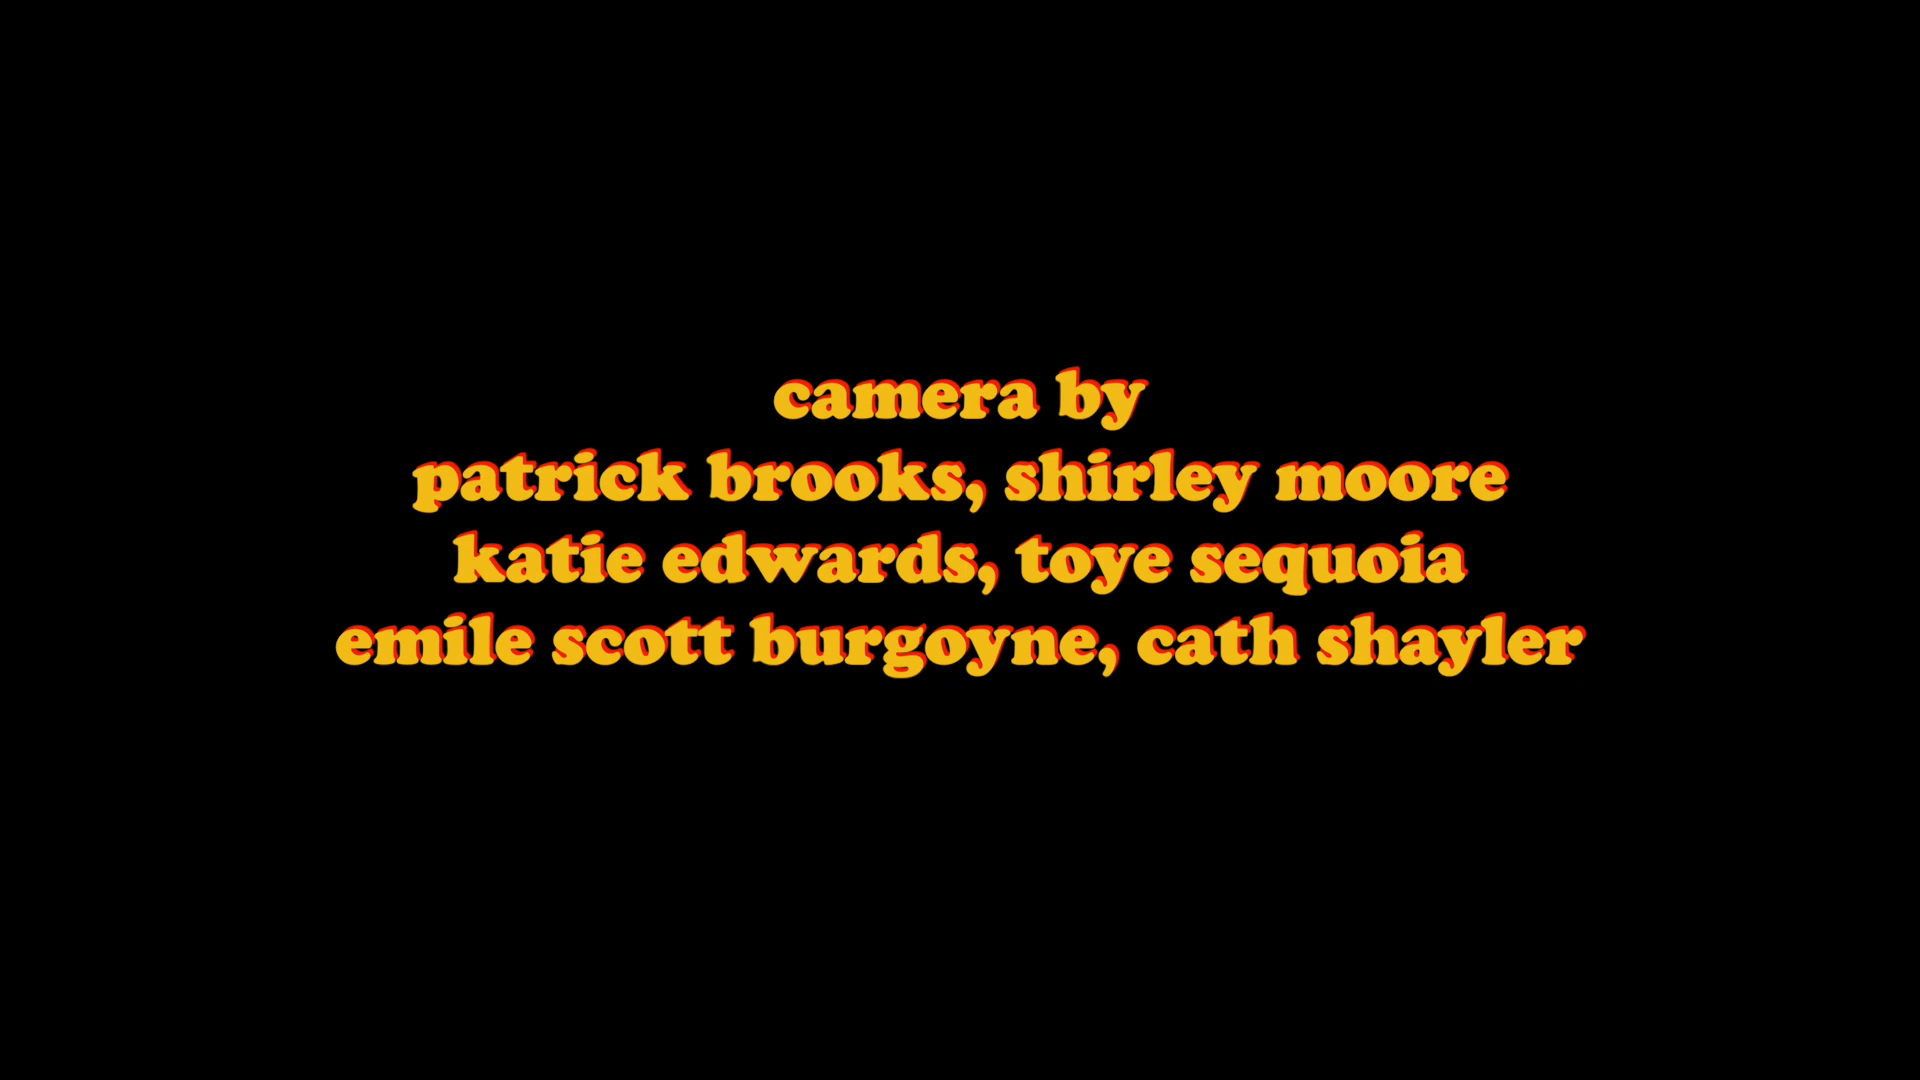 camera by
patrick brooks, shirley moore
katie edwards, toye sequoia
emile scott burgoyne, cath shayler